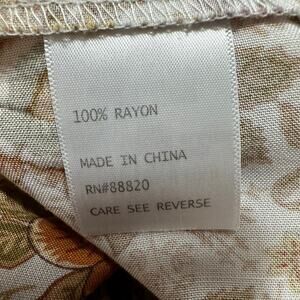 100% RAYON
MADE IN CHINA
RN#88820
CARE SEE REVERSE